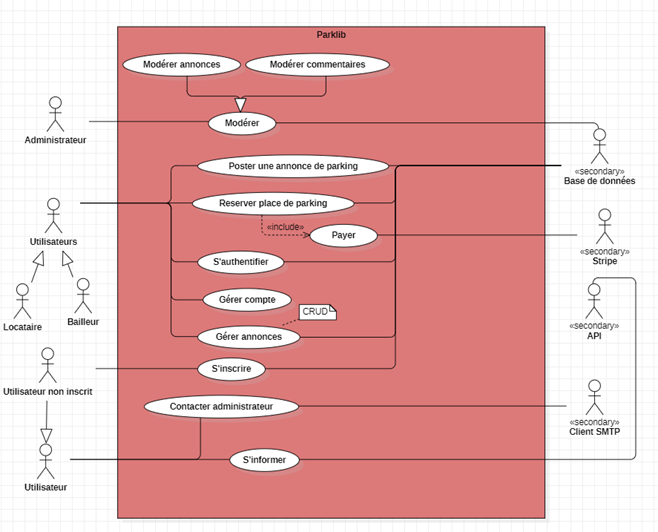 Parklib
Modérer annonces
Modérer commentaires
Administrateur
Modérer
«secondary»
Base de données
Poster une annonce de parking
Reserver place de parking
«include»
Payer
Utilisateurs
«secondary»
Stripe
S'authentifier
Gérer compte
CRUD
Locataire
Bailleur
Gérer annonces
«secondary»
API
S'inscrire
Utilisateur non inscrit
Contacter administrateur
«secondary»
Client SMTP
S'informer
Utilisateur